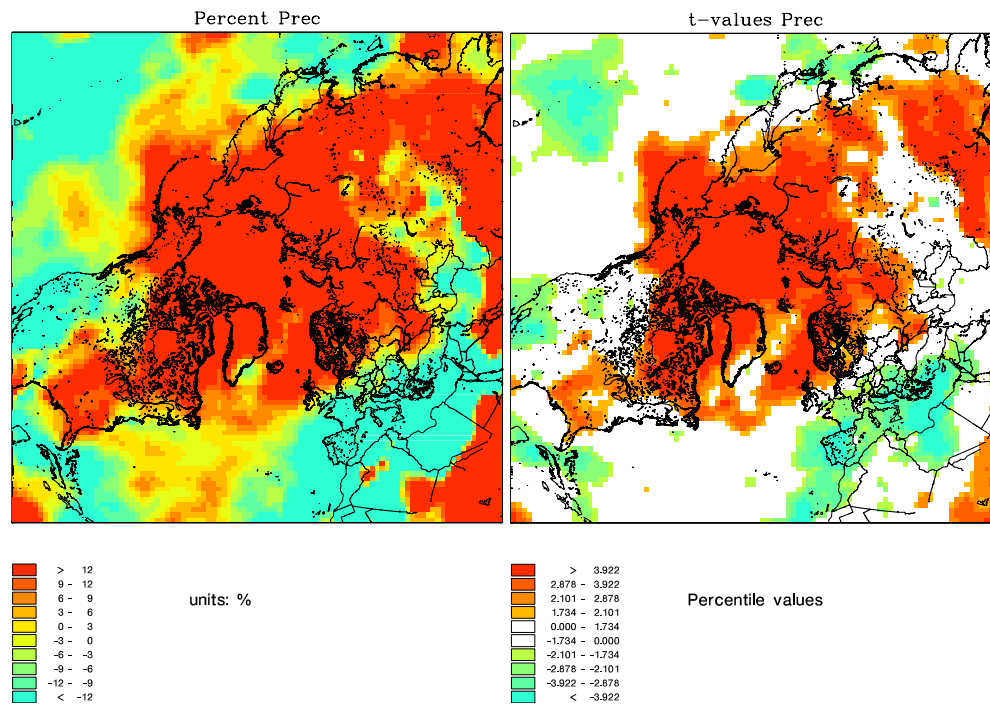 Percent Prec
t-values Prec
> 12
9 - 12
6 - 9
3 - 6
0 - 3
-3 - 0
-6 - -3
-9 - -6
-12 - -9
< -12
units: %
> 3.922
2.878 - 3.922
2.101 - 2.878
1.734 - 2.101
0.000 - 1.734
-1.734 - 0.000
-2.101 - -1.734
-2.878 - -2.101
-3.922 - -2.878
< -3.922
Percentile values